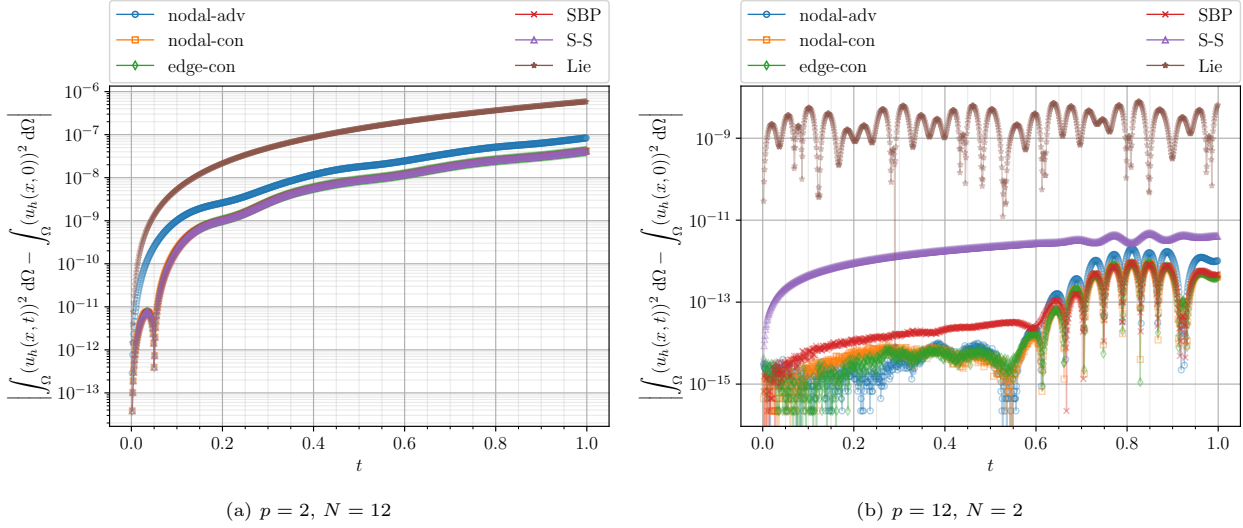 nodal-adv
nodal-con
edge-con
SBP
S-S
Lie
|∫_Ω (u_h(x, t))² dΩ − ∫_Ω (u_h(x, 0))² dΩ|
10⁻⁶
10⁻⁷
10⁻⁸
10⁻⁹
10⁻¹⁰
10⁻¹¹
10⁻¹²
10⁻¹³
0.0 0.2 0.4 0.6 0.8 1.0
t
(a) p = 2, N = 12
nodal-adv
nodal-con
edge-con
SBP
S-S
Lie
|∫_Ω (u_h(x, t))² dΩ − ∫_Ω (u_h(x, 0))² dΩ|
10⁻⁹
10⁻¹¹
10⁻¹³
10⁻¹⁵
0.0 0.2 0.4 0.6 0.8 1.0
t
(b) p = 12, N = 2